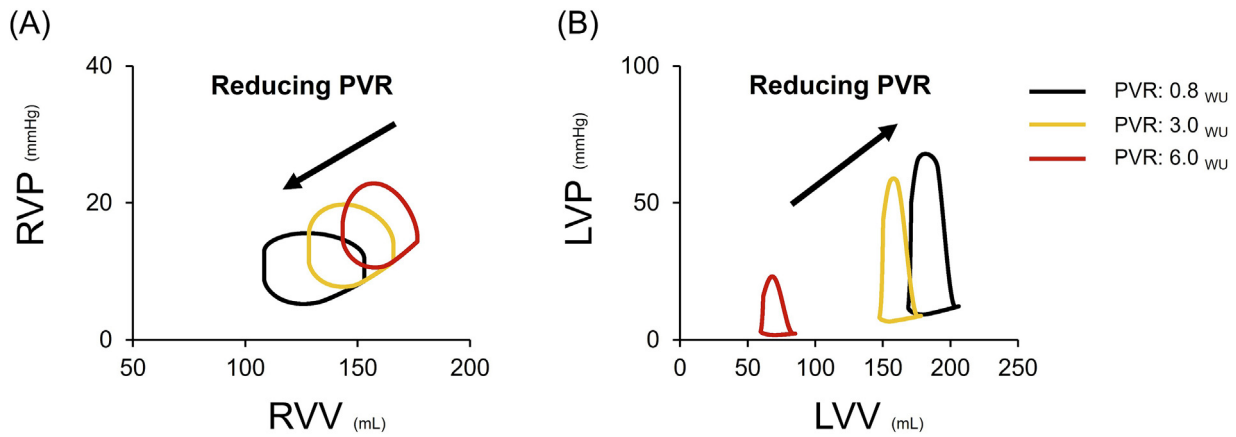 (A)
Reducing PVR
RVP (mmHg)
40
20
0
50 100 150 200
RVV (mL)
(B)
Reducing PVR
LVP (mmHg)
100
50
0
0 50 100 150 200 250
LVV (mL)
PVR: 0.8 WU
PVR: 3.0 WU
PVR: 6.0 WU